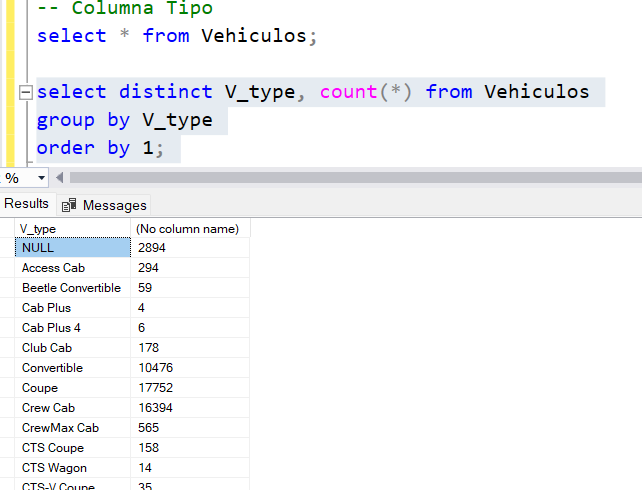 -- Columna Tipo
select * from Vehiculos;
select distinct V_type, count(*) from Vehiculos
group by V_type
order by 1;
%
Results Messages
V_type (No column name)
NULL 2894
Access Cab 294
Beetle Convertible 59
Cab Plus 4
Cab Plus 4 6
Club Cab 178
Convertible 10476
Coupe 17752
Crew Cab 16394
CrewMax Cab 565
CTS Coupe 158
CTS Wagon 14
CTS-V Coupe 35